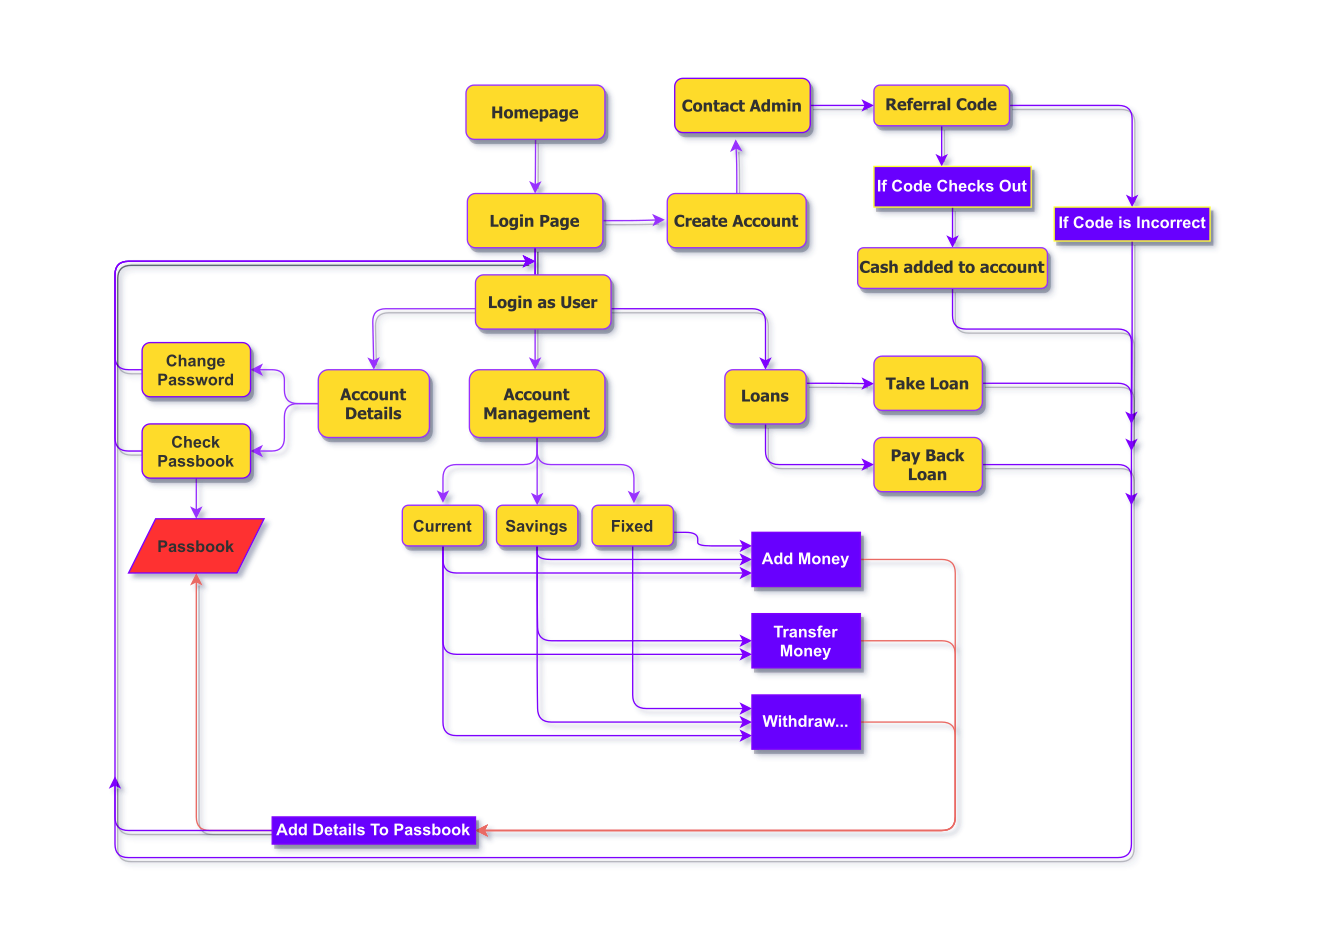 Homepage
Contact Admin
Referral Code
If Code Checks Out
Login Page
Create Account
If Code is Incorrect
Cash added to account
Login as User
Change
Password
Account
Details
Account
Management
Loans
Take Loan
Check
Passbook
Pay Back
Loan
Current
Savings
Fixed
Passbook
Add Money
Transfer
Money
Withdraw...
Add Details To Passbook